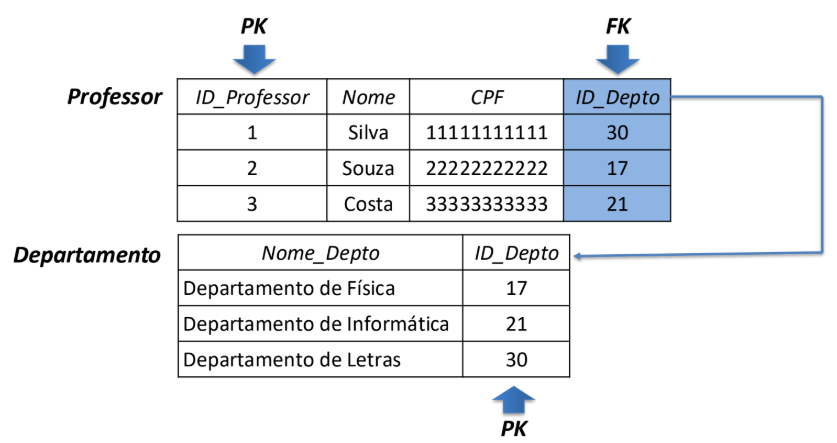 PK FK
Professor ID_Professor Nome CPF ID_Depto
1 Silva 11111111111 30
2 Souza 22222222222 17
3 Costa 33333333333 21
Departamento Nome_Depto ID_Depto
Departamento de Física 17
Departamento de Informática 21
Departamento de Letras 30
PK